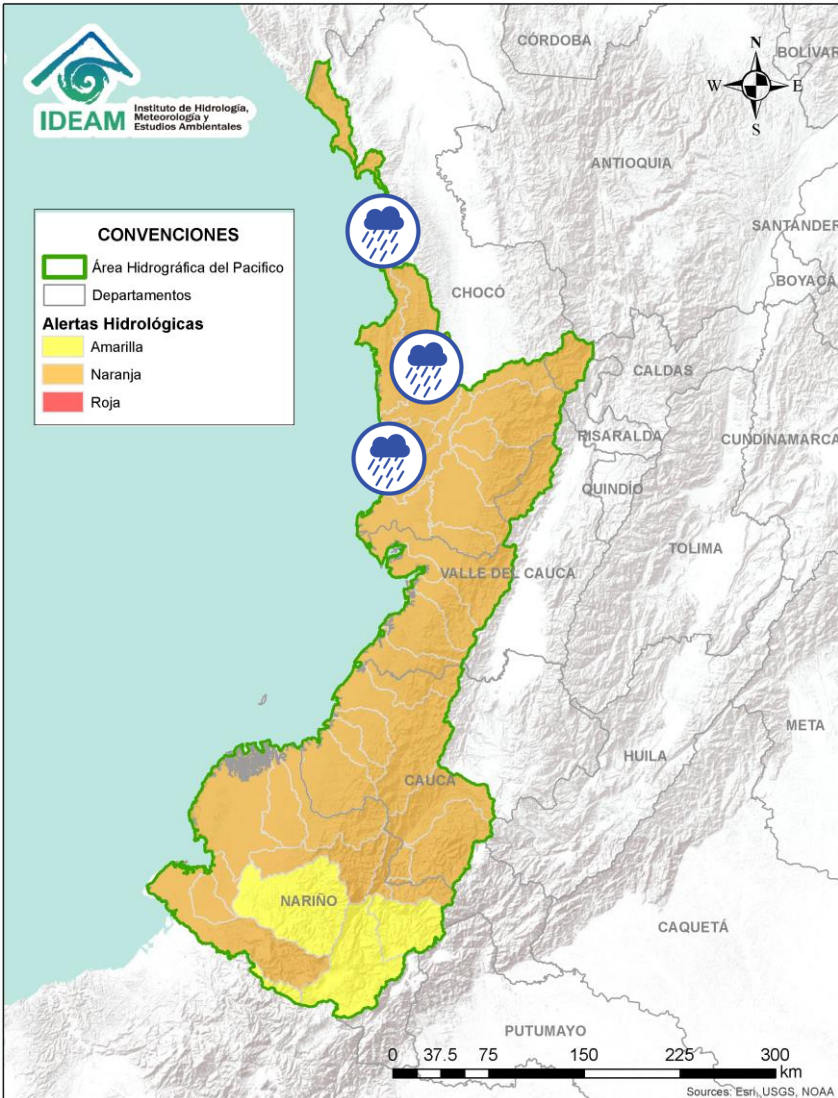 IDEAM
Instituto de Hidrología,
Meteorología y
Estudios Ambientales
CÓRDOBA
BOLÍVAR
N
W
E
S
ANTIOQUIA
SANTANDER
BOYACÁ
CONVENCIONES
Área Hidrográfica del Pacifico
Departamentos
Alertas Hidrológicas
Amarilla
Naranja
Roja
CHOCÓ
CALDAS
RISARALDA
CUNDINAMARCA
QUINDÍO
TOLIMA
VALLE DEL CAUCA
META
HUILA
CAUCA
NARIÑO
CAQUETÁ
PUTUMAYO
0 37.5 75 150 225 300
km
Sources: Esri, USGS, NOAA